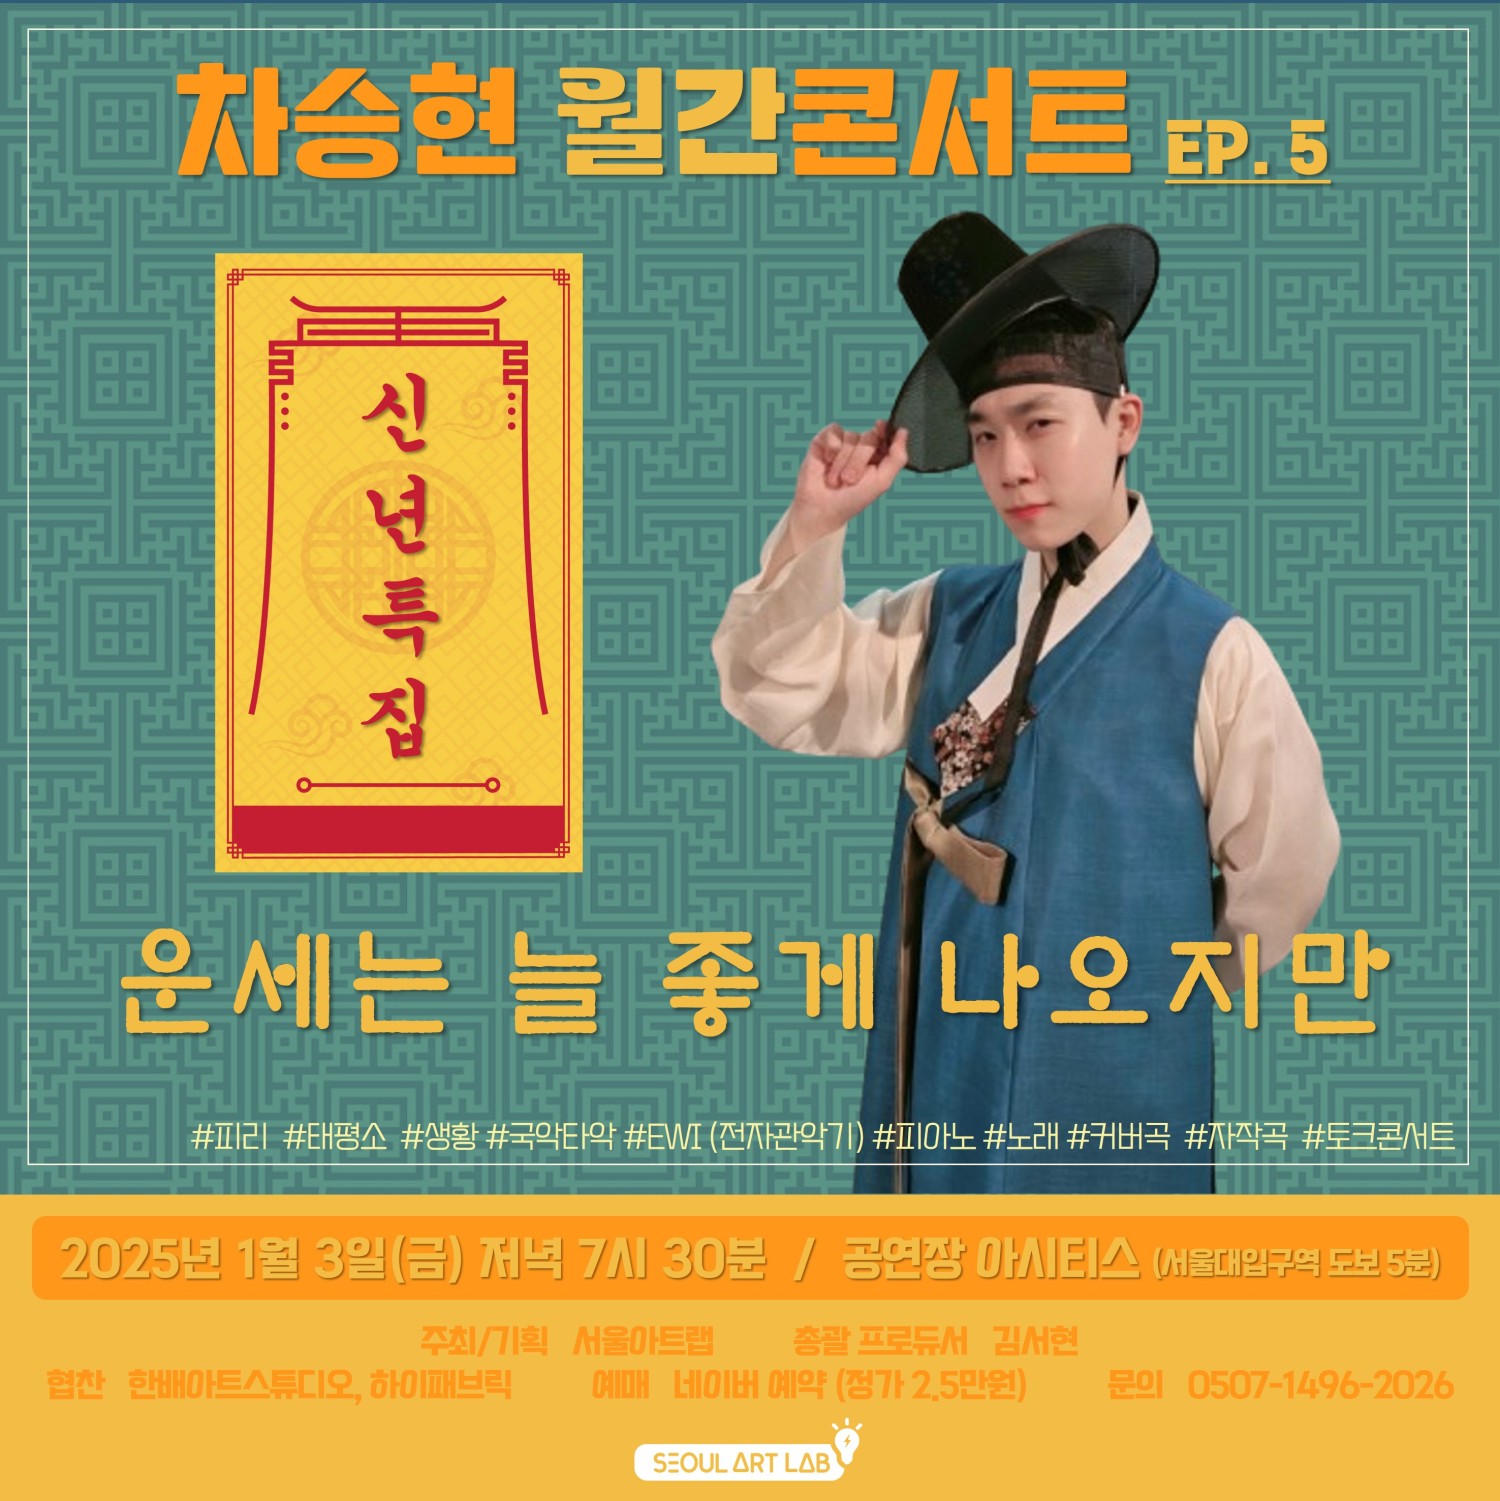 차승현 월간콘서트 EP. 5
신년특집
운세는 늘 좋게 나오지만
#피리 #태평소 #생황 #국악타악 #EWI (전자관악기) #피아노 #노래 #커버곡 #자작곡 #토크콘서트
2025년 1월 3일(금) 저녁 7시 30분 / 공연장 아시티스 (서울대입구역 도보 5분)
주최/기획 서울아트랩 총괄 프로듀서 김서현
협찬 한배아트스튜디오, 하이패브릭 예매 네이버 예약 (정가 2.5만원) 문의 0507-1496-2026
SEOUL ART LAB